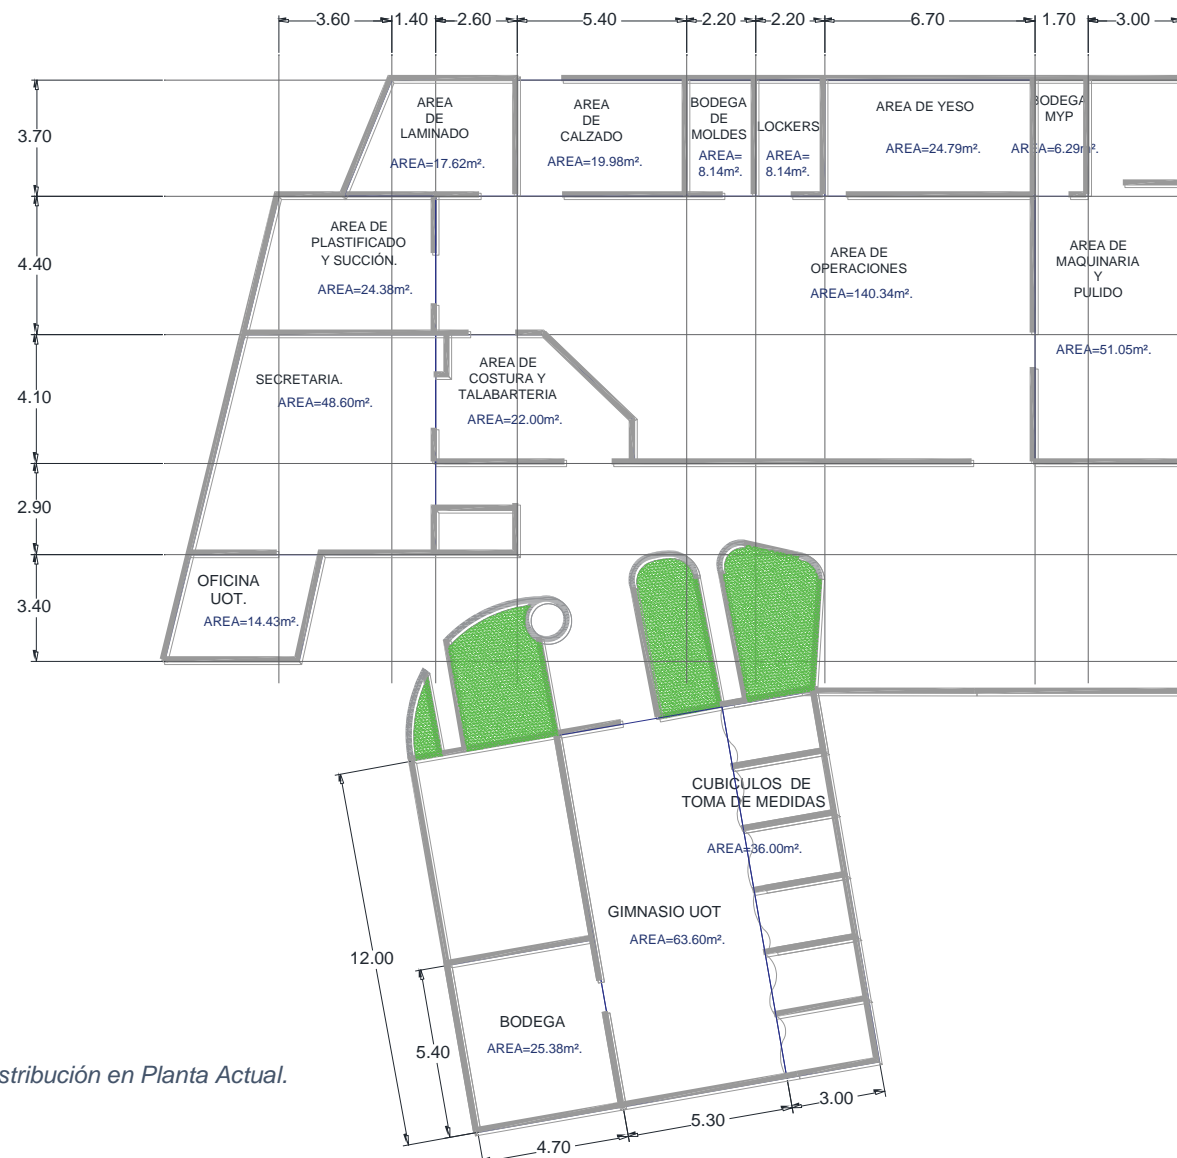 3.60
1.40
2.60
5.40
2.20
2.20
6.70
1.70
3.00
3.70
4.40
4.10
2.90
3.40
AREA
DE
LAMINADO
AREA=17.62m².
AREA
DE
CALZADO
AREA=19.98m².
BODEGA
DE
MOLDES
AREA=
8.14m².
LOCKERS
AREA=
8.14m².
AREA DE YESO
AREA=24.79m².
BODEGA
MYP
AREA=6.29m².
AREA DE
PLASTIFICADO
Y SUCCIÓN.
AREA=24.38m².
AREA DE
OPERACIONES
AREA=140.34m².
AREA DE
MAQUINARIA
Y
PULIDO
AREA=51.05m².
SECRETARIA.
AREA=48.60m².
AREA DE
COSTURA Y
TALABARTERIA
AREA=22.00m².
OFICINA
UOT.
AREA=14.43m².
CUBICULOS DE
TOMA DE MEDIDAS
AREA=36.00m².
GIMNASIO UOT
AREA=63.60m².
BODEGA
AREA=25.38m².
12.00
5.40
4.70
5.30
3.00
stribución en Planta Actual.